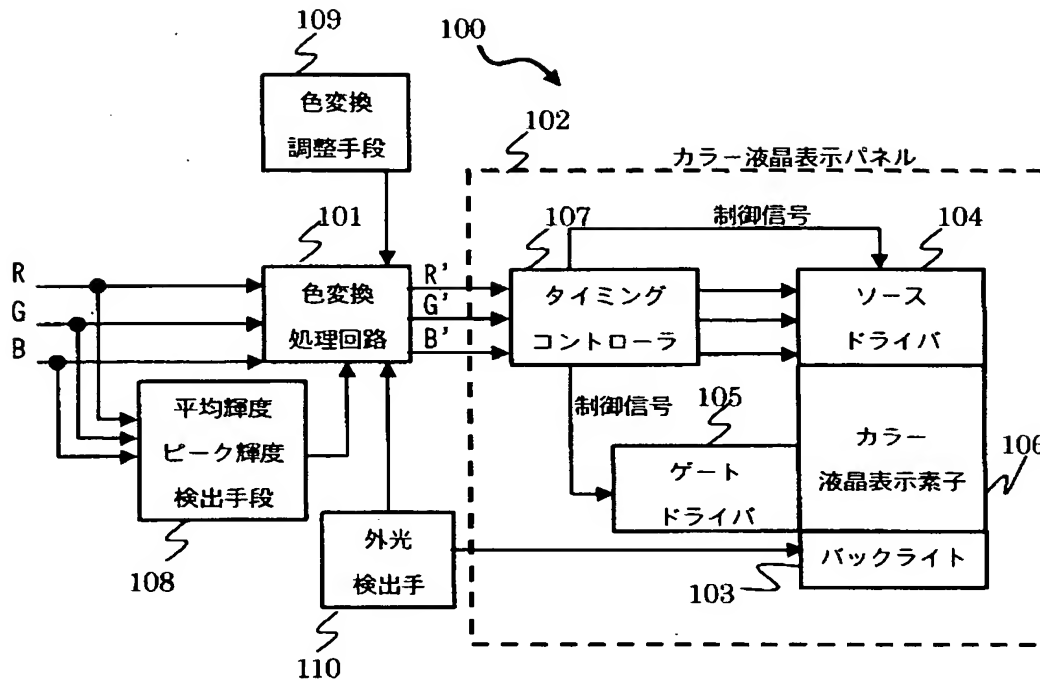 109
100
色変換
調整手段
102
カラー液晶表示パネル
101
107
制御信号
104
R
G
B
色変換
処理回路
R'
G'
B'
タイミング
コントローラ
ソース
ドライバ
平均輝度
ピーク輝度
検出手段
108
制御信号
105
ゲート
ドライバ
カラー
液晶表示素子
106
外光
検出手
110
バックライト
103